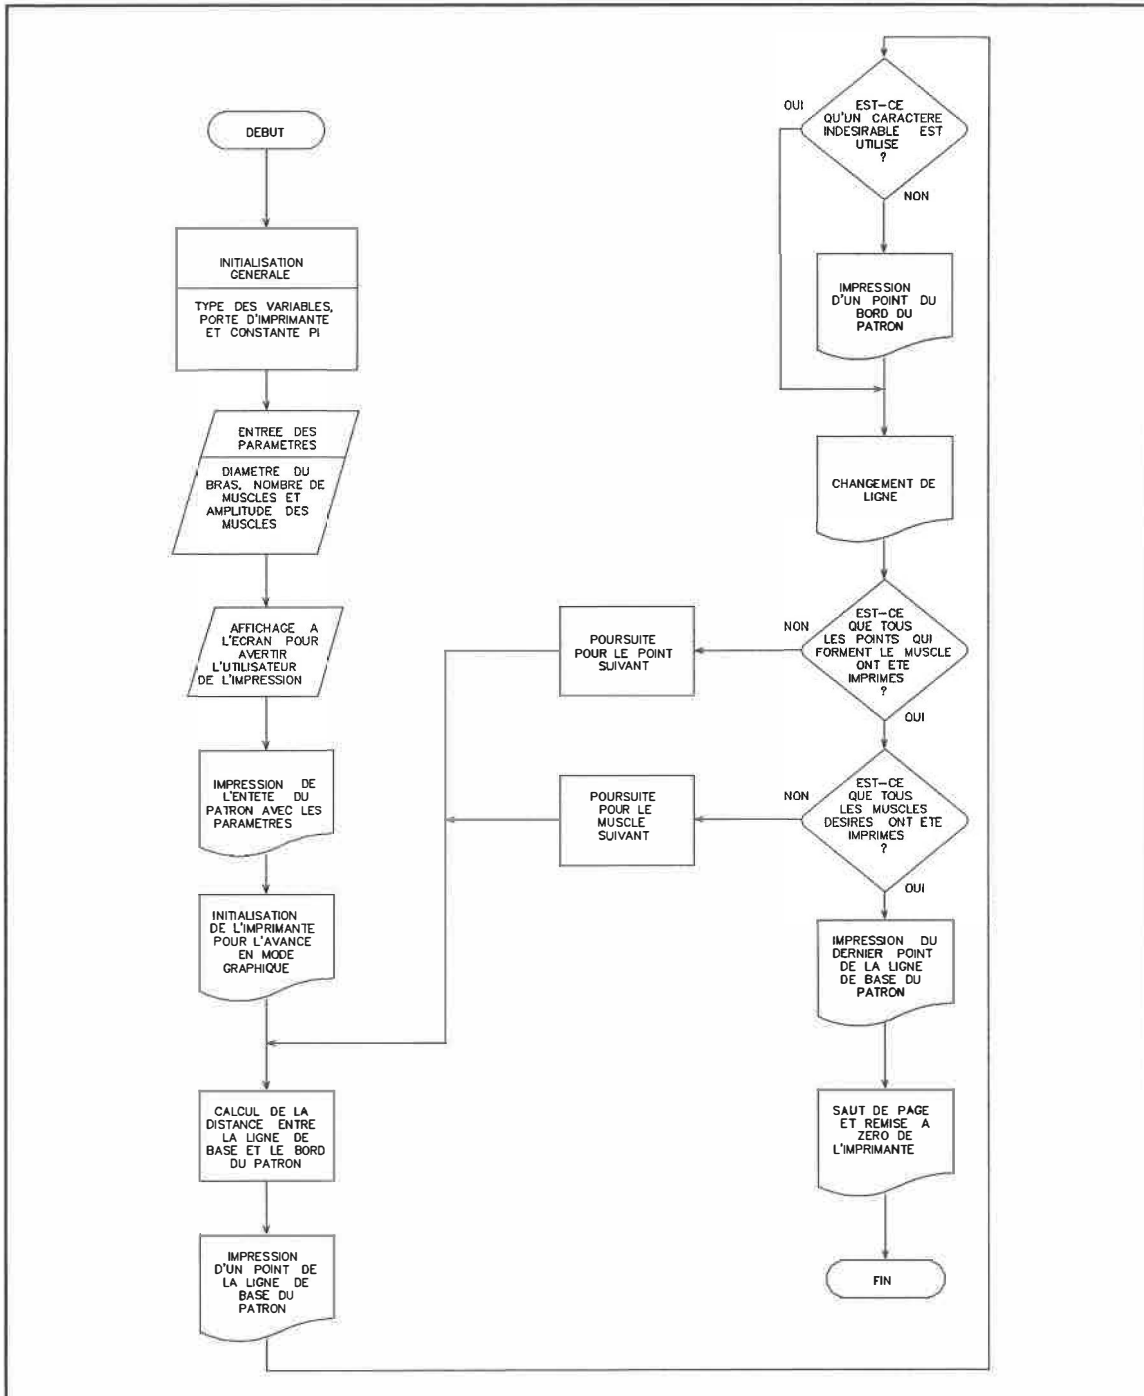 DEBUT
INITIALISATION
GENERALE
TYPE DES VARIABLES,
PORTE D'IMPRIMANTE
ET CONSTANTE PI
ENTREE DES
PARAMETRES
DIAMETRE DU
BRAS, NOMBRE DE
MUSCLES ET
AMPLITUDE DES
MUSCLES
AFFICHAGE A
L'ECRAN POUR
AVERTIR
L'UTILISATEUR
DE L'IMPRESSION
IMPRESSION DE
L'ENTETE DU
PATRON AVEC LES
PARAMETRES
INITIALISATION
DE L'IMPRIMANTE
POUR L'AVANCE
EN MODE
GRAPHIQUE
CALCUL DE LA
DISTANCE ENTRE
LA LIGNE DE
BASE ET LE BORD
DU PATRON
IMPRESSION
D'UN POINT DE
LA LIGNE DE
BASE DU
PATRON
OUI
EST-CE
QU'UN CARACTERE
INDESIRABLE EST
UTILISE
?
NON
IMPRESSION
D'UN POINT DU
BORD DU
PATRON
CHANGEMENT DE
LIGNE
EST-CE
QUE TOUS
LES POINTS QUI
FORMENT LE MUSCLE
ONT ETE
IMPRIMES
?
NON
POURSUITE
POUR LE POINT
SUIVANT
OUI
EST-CE
QUE TOUS
LES MUSCLES
DESIRES ONT ETE
IMPRIMES
?
NON
POURSUITE
POUR LE
MUSCLE
SUIVANT
OUI
IMPRESSION DU
DERNIER POINT
DE LA LIGNE
DE BASE DU
PATRON
SAUT DE PAGE
ET REMISE A
ZERO DE
L'IMPRIMANTE
FIN